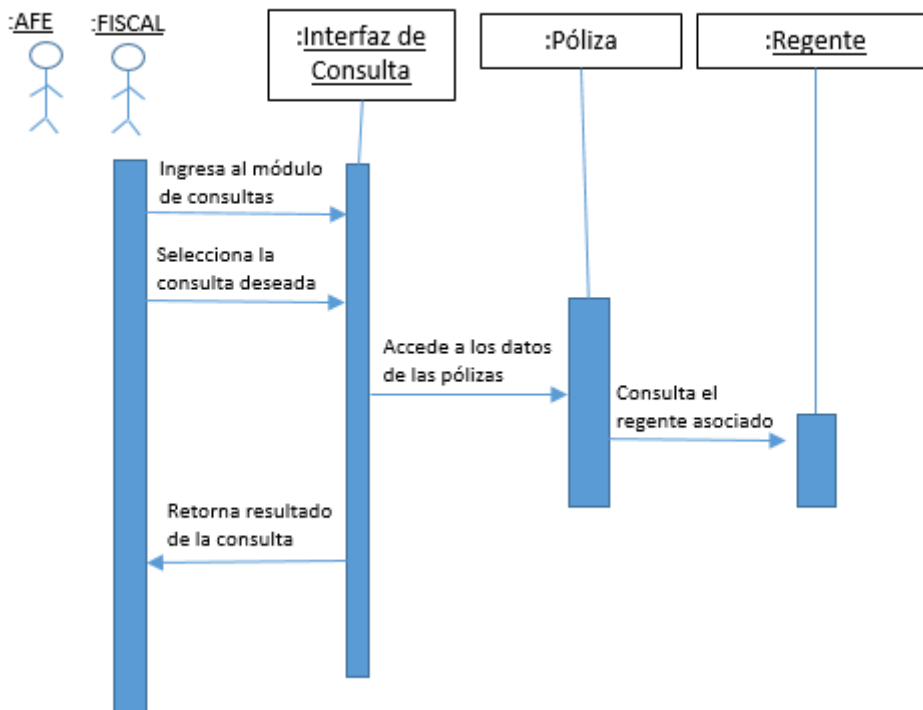 :AFE
:FISCAL
:Interfaz de
Consulta
:Póliza
:Regente
Ingresa al módulo
de consultas
Selecciona la
consulta deseada
Accede a los datos
de las pólizas
Consulta el
regente asociado
Retorna resultado
de la consulta